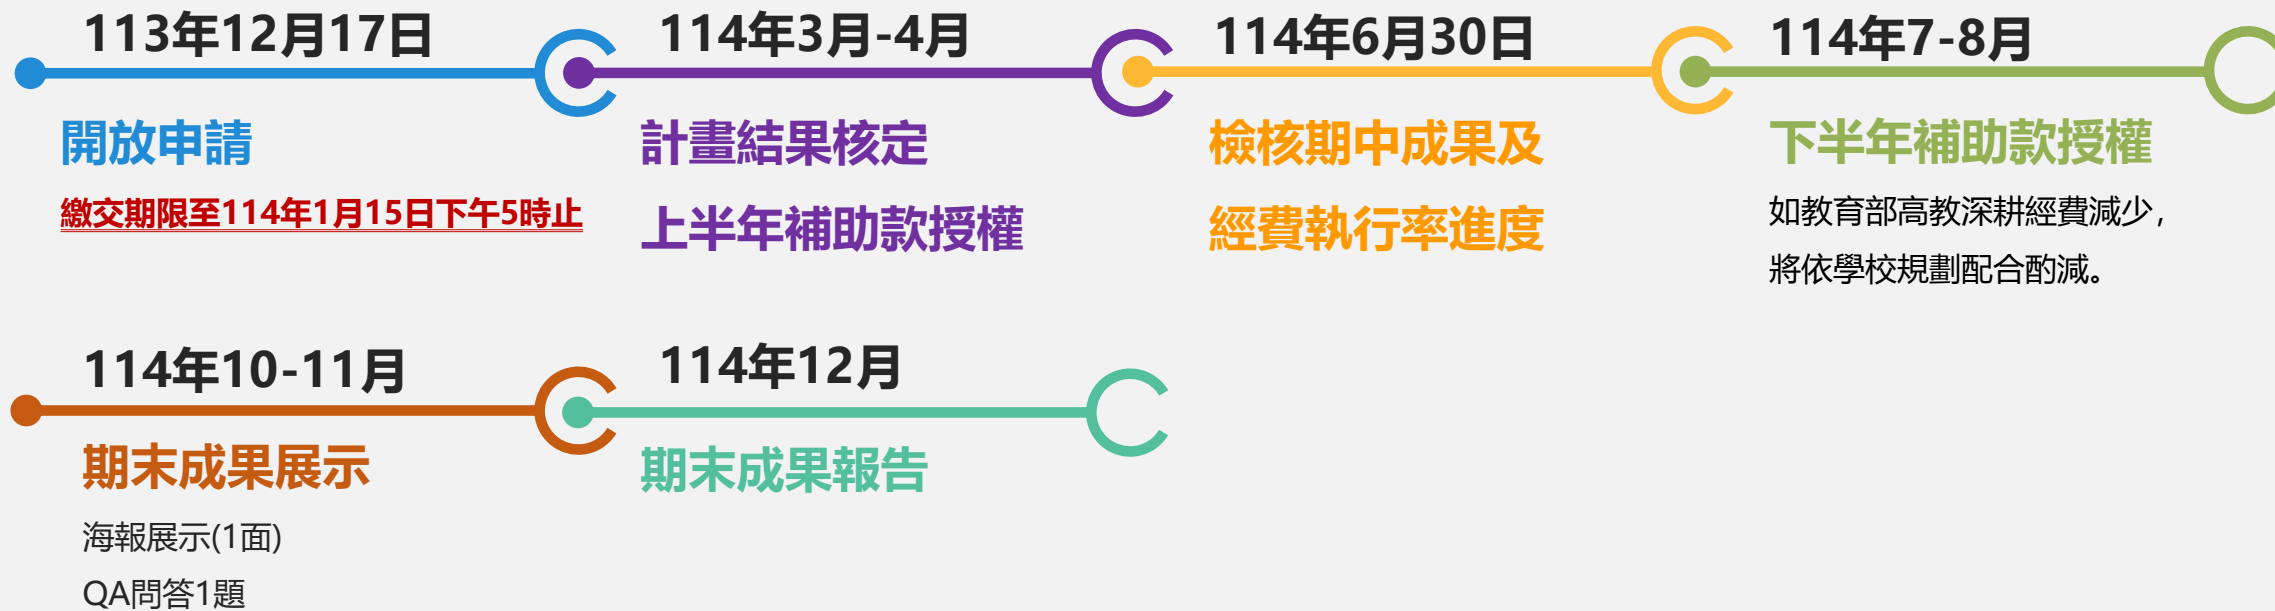 113年12月17日
開放申請
繳交期限至114年1月15日下午5時止
114年3月-4月
計畫結果核定
上半年補助款授權
114年6月30日
檢核期中成果及
經費執行率進度
114年7-8月
下半年補助款授權
如教育部高教深耕經費減少，
將依學校規劃配合酌減。
114年10-11月
期末成果展示
海報展示(1面)
QA問答1題
114年12月
期末成果報告